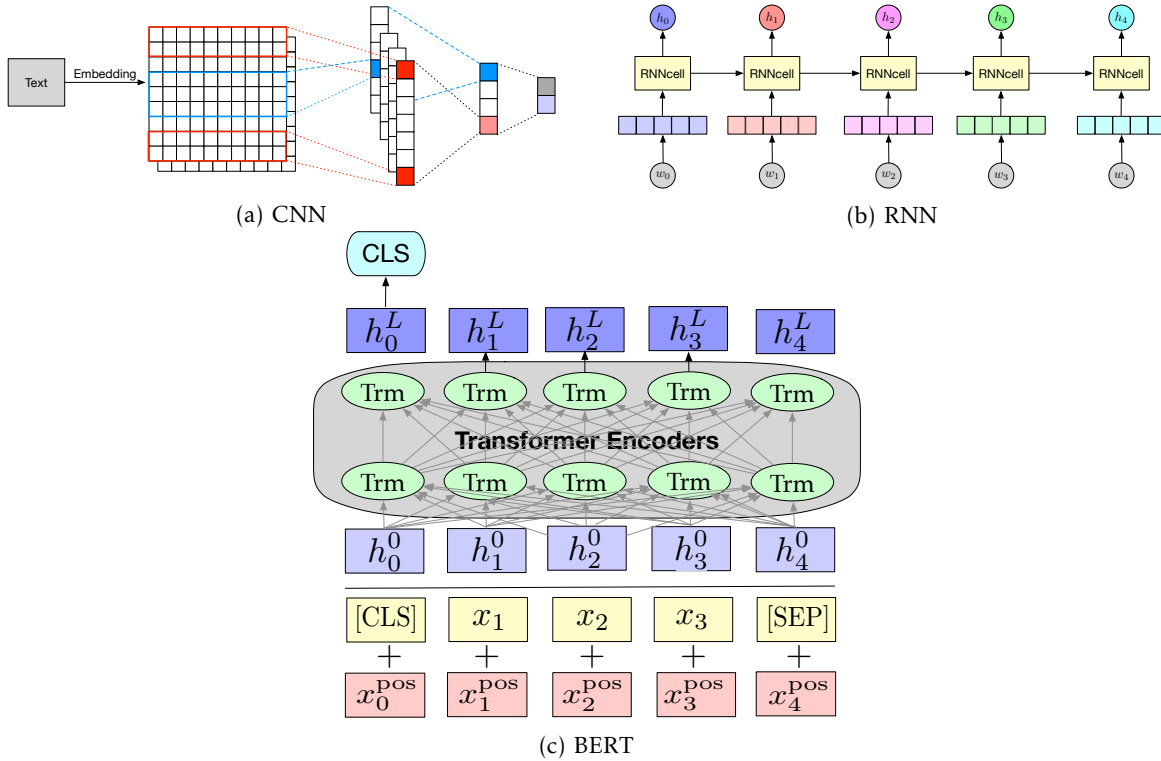 Text
Embedding
(a) CNN
h₀ h₁ h₂ h₃ h₄
RNNcell RNNcell RNNcell RNNcell RNNcell
w₀ w₁ w₂ w₃ w₄
(b) RNN
CLS
h₀ᴸ h₁ᴸ h₂ᴸ h₃ᴸ h₄ᴸ
Trm Trm Trm Trm Trm
Transformer Encoders
Trm Trm Trm Trm Trm
h₀⁰ h₁⁰ h₂⁰ h₃⁰ h₄⁰
[CLS] x₁ x₂ x₃ [SEP]
+ + + + +
x₀ᵖᵒˢ x₁ᵖᵒˢ x₂ᵖᵒˢ x₃ᵖᵒˢ x₄ᵖᵒˢ
(c) BERT